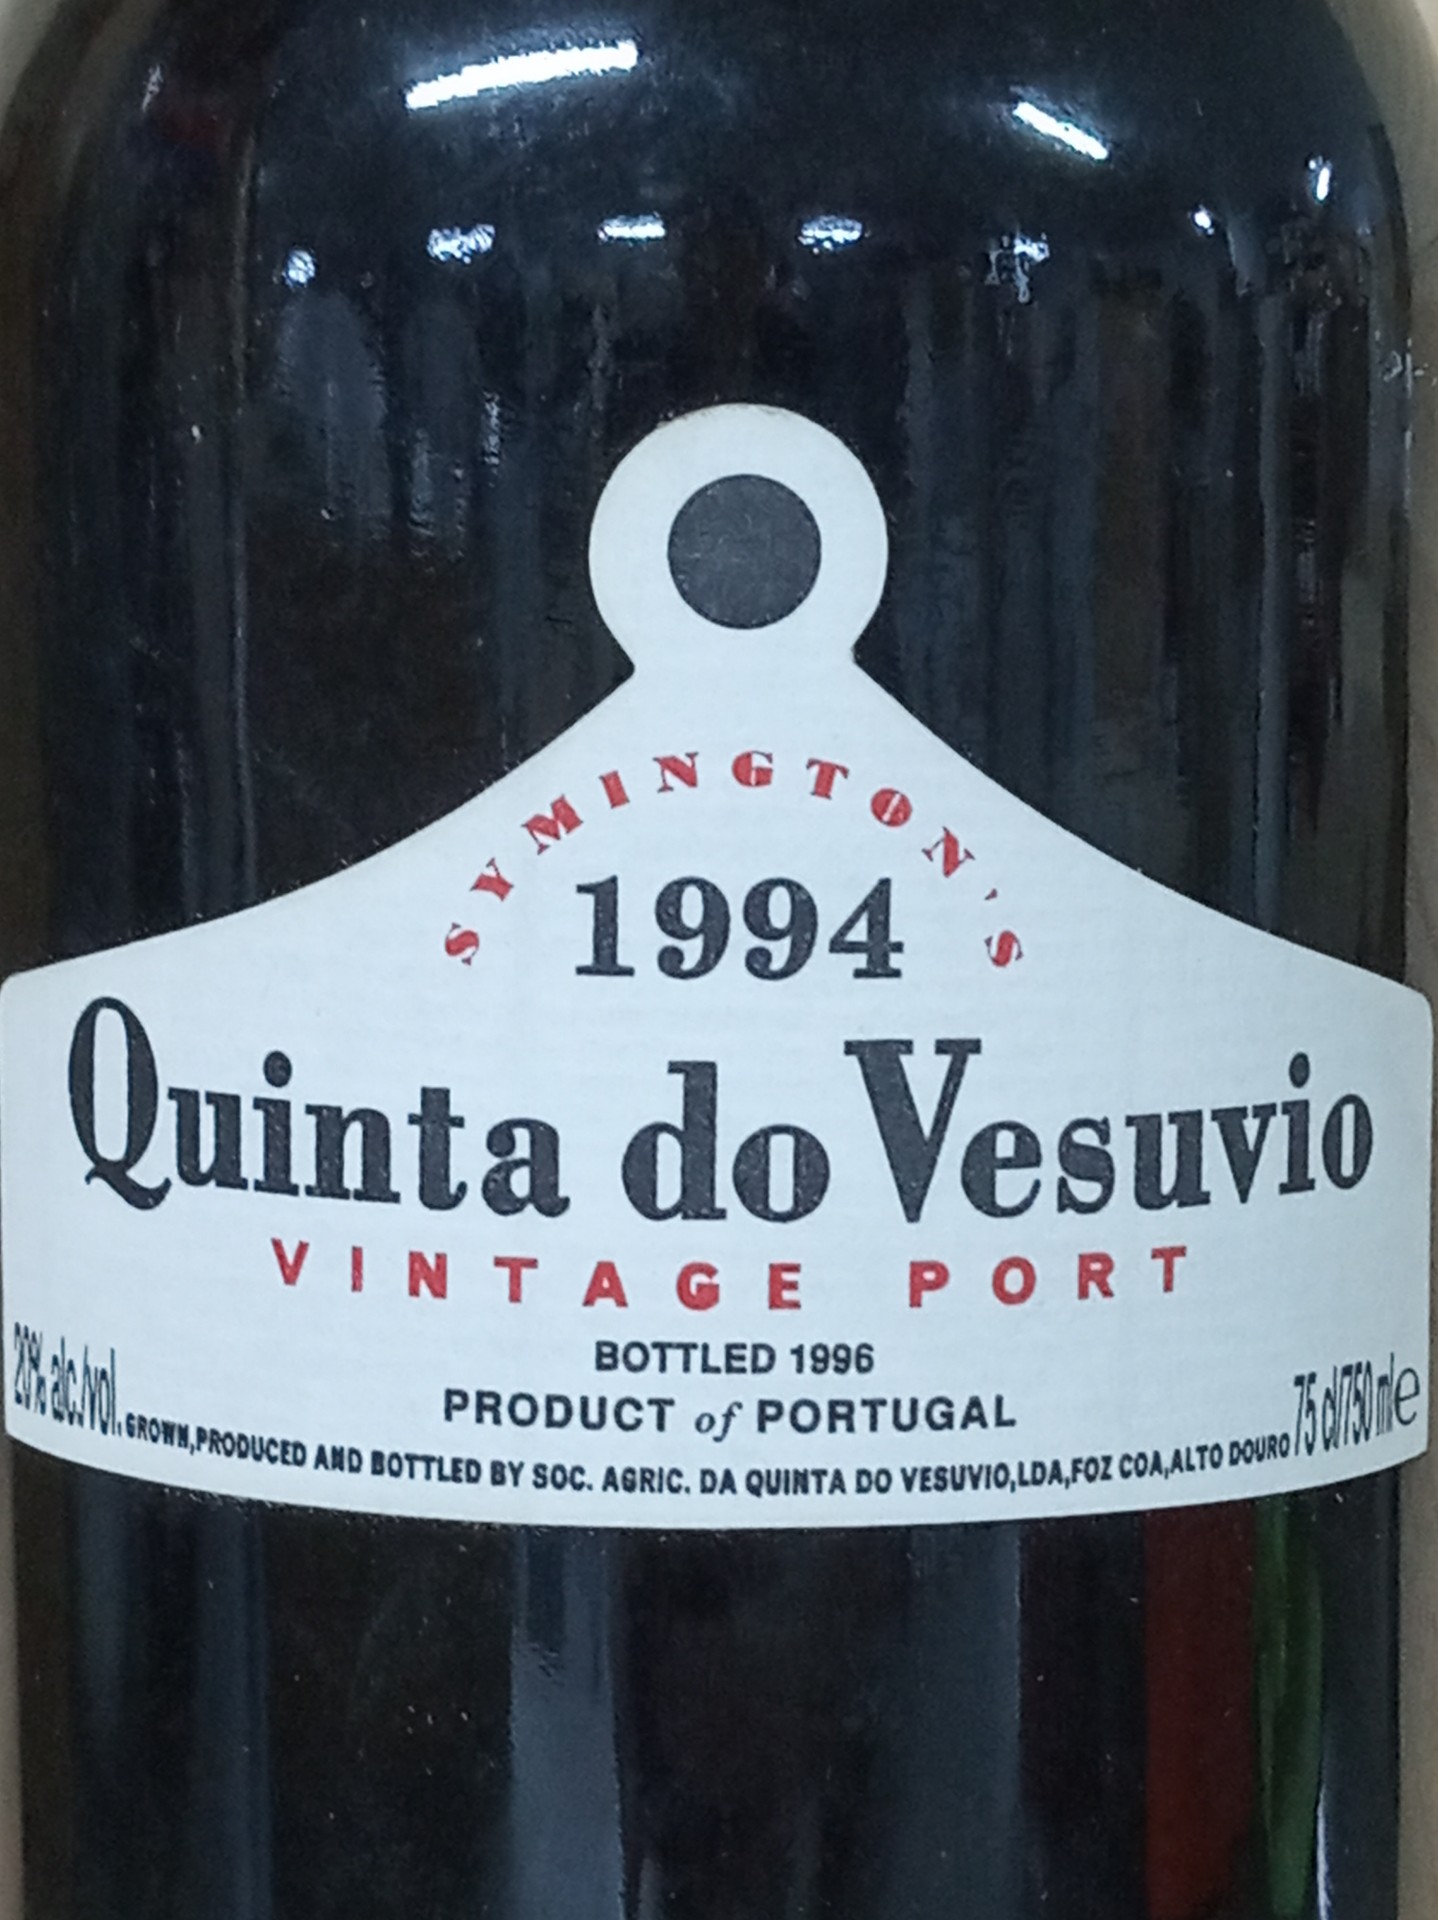 SYMINGTON'S
1994
Quinta do Vesuvio
VINTAGE PORT
BOTTLED 1996
PRODUCT of PORTUGAL
20% alc./vol.
GROWN,PRODUCED AND BOTTLED BY SOC. AGRIC. DA QUINTA DO VESUVIO,LDA,FOZ COA,ALTO DOURO
75 cl/750 ml e